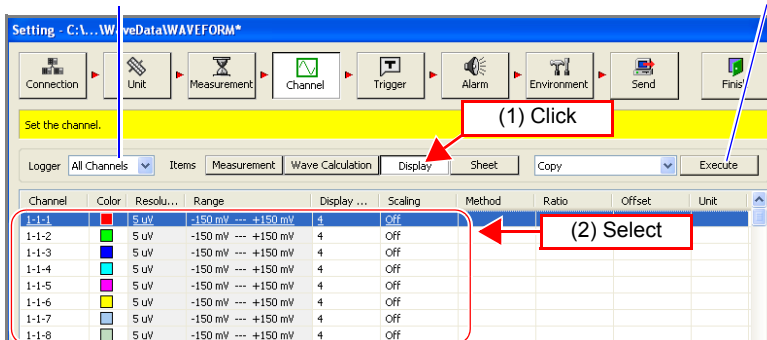 Setting - C:\...\WaveData\WAVEFORM*
Connection Unit Measurement Channel Trigger Alarm Environment Send Finish
Set the channel.
(1) Click
Logger All Channels Items Measurement Wave Calculation Display Sheet Copy Execute
Channel Color Resolu... Range Display ... Scaling Method Ratio Offset Unit
1-1-1 5 uV -150 mV --- +150 mV 4 Off
(2) Select
1-1-2 5 uV -150 mV --- +150 mV 4 Off
1-1-3 5 uV -150 mV --- +150 mV 4 Off
1-1-4 5 uV -150 mV --- +150 mV 4 Off
1-1-5 5 uV -150 mV --- +150 mV 4 Off
1-1-6 5 uV -150 mV --- +150 mV 4 Off
1-1-7 5 uV -150 mV --- +150 mV 4 Off
1-1-8 5 uV -150 mV --- +150 mV 4 Off